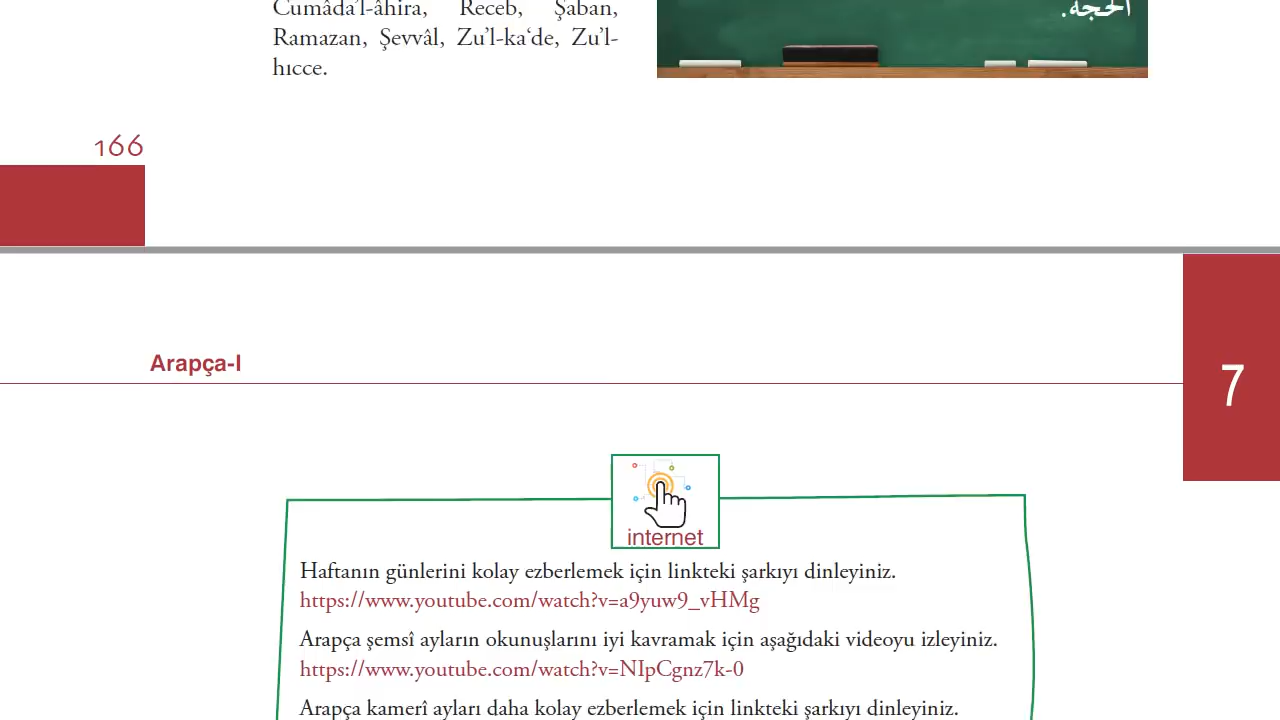 Cumâda’l-âhira, Receb, Şaban,
Ramazan, Şevvâl, Zu’l-ka‘de, Zu’l-
hıcce.
الحجة.
166
Arapça-I
7
internet
Haftanın günlerini kolay ezberlemek için linkteki şarkıyı dinleyiniz.
https://www.youtube.com/watch?v=a9yuw9_vHMg
Arapça şemsî ayların okunuşlarını iyi kavramak için aşağıdaki videoyu izleyiniz.
https://www.youtube.com/watch?v=NIpCgnz7k-0
Arapça kamerî ayları daha kolay ezberlemek için linkteki şarkıyı dinleyiniz.